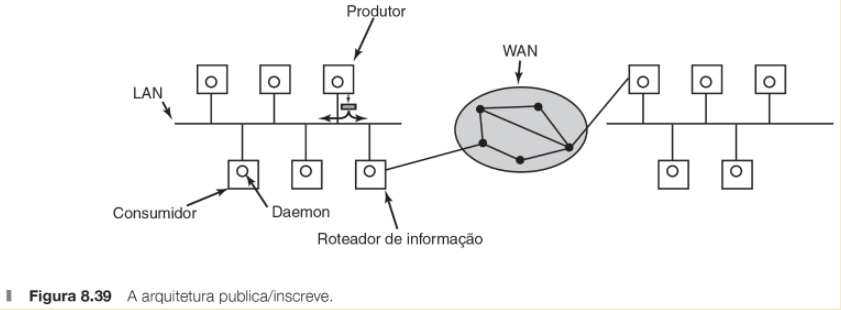 Produtor
WAN
LAN
Consumidor
Daemon
Roteador de informação
Figura 8.39 A arquitetura publica/inscreve.